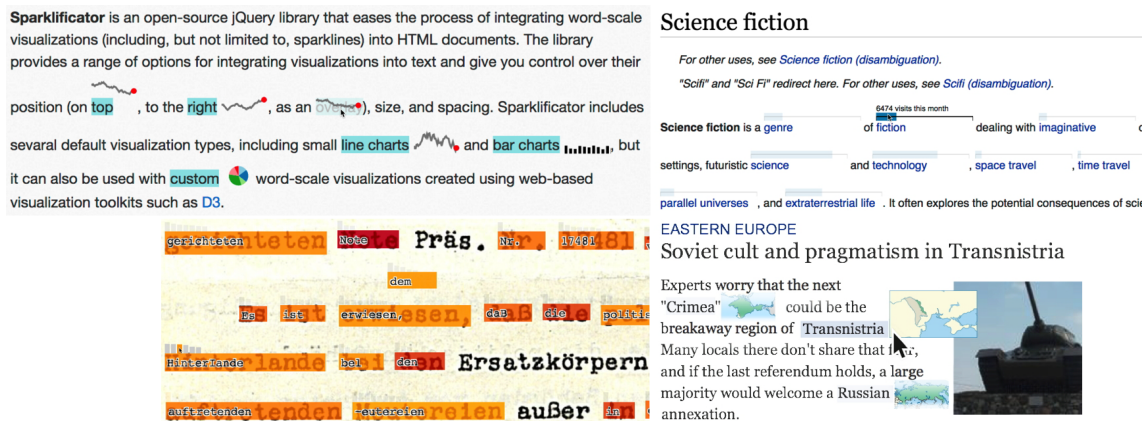 Sparklificator is an open-source jQuery library that eases the process of integrating word-scale
visualizations (including, but not limited to, sparklines) into HTML documents. The library
provides a range of options for integrating visualizations into text and give you control over their
position (on top , to the right , as an overlay), size, and spacing. Sparklificator includes
sevaral default visualization types, including small line charts and bar charts , but
it can also be used with custom word-scale visualizations created using web-based
visualization toolkits such as D3.
Science fiction
For other uses, see Science fiction (disambiguation).
"Scifi" and "Sci Fi" redirect here. For other uses, see Scifi (disambiguation).
6474 visits this month
Science fiction is a genre of fiction dealing with imaginative
settings, futuristic science and technology , space travel , time travel
parallel universes , and extraterrestrial life . It often explores the potential consequences of scie
gerichteten Note Präs. Nr. 17481
dem
Es ist erwiesen, daß die politis
Hinterlande bei den Ersatzkörpern
auftretenden -eutereien außer in
EASTERN EUROPE
Soviet cult and pragmatism in Transnistria
Experts worry that the next
"Crimea" could be the
breakaway region of Transnistria
Many locals there don't share that
and if the last referendum holds, a large
majority would welcome a Russian
annexation.